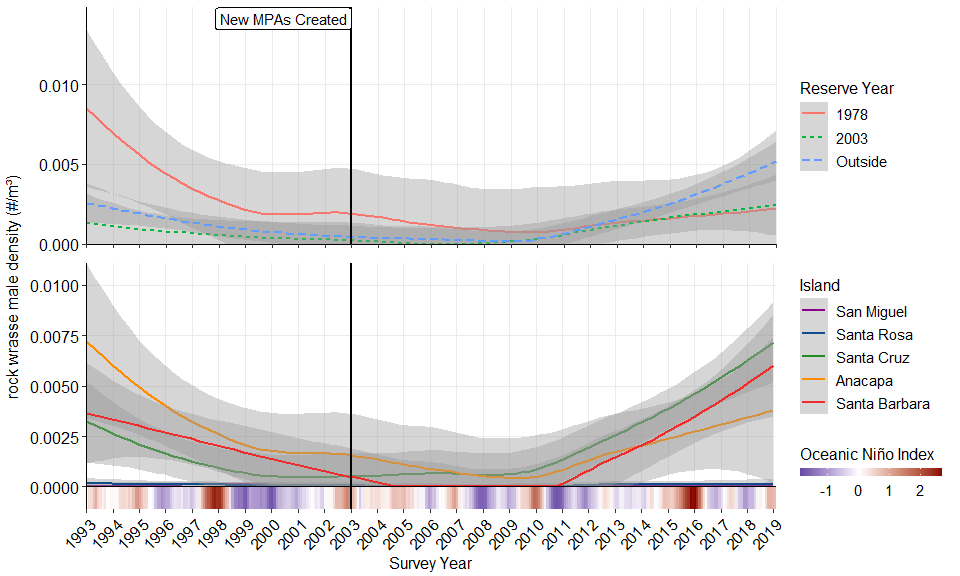 New MPAs Created
rock wrasse male density (#/m³)
0.010
0.005
0.000
Reserve Year
1978
2003
Outside
0.0100
0.0075
0.0050
0.0025
0.0000
Island
San Miguel
Santa Rosa
Santa Cruz
Anacapa
Santa Barbara
Oceanic Niño Index
-1 0 1 2
1993 1994 1995 1996 1997 1998 1999 2000 2001 2002 2003 2004 2005 2006 2007 2008 2009 2010 2011 2012 2013 2014 2015 2016 2017 2018 2019
Survey Year